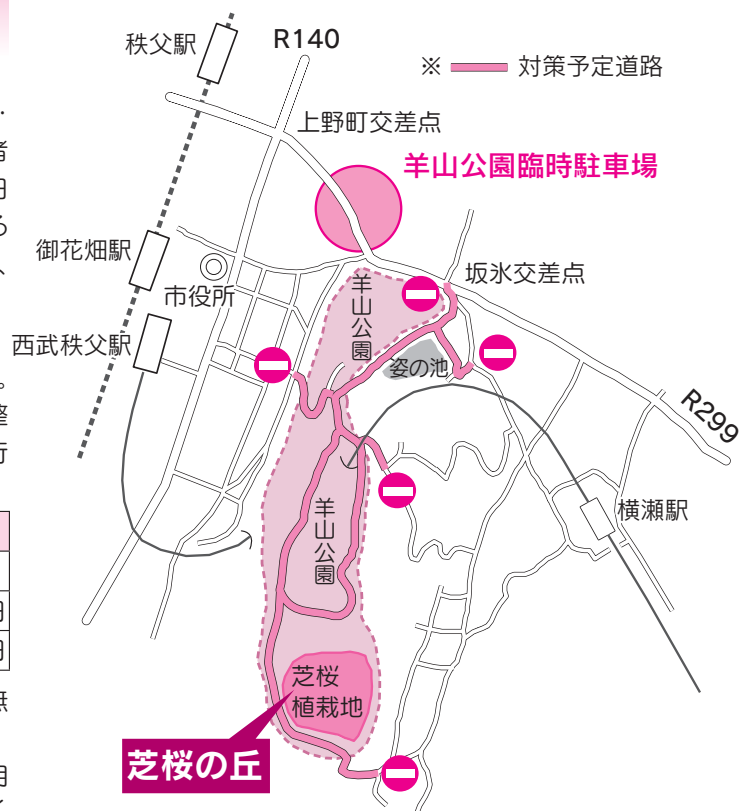 秩父駅
R140
※ 対策予定道路
上野町交差点
羊山公園臨時駐車場
御花畑駅
市役所
坂氷交差点
羊山公園
西武秩父駅
姿の池
R299
羊山公園
横瀬駅
芝桜
植栽地
芝桜の丘